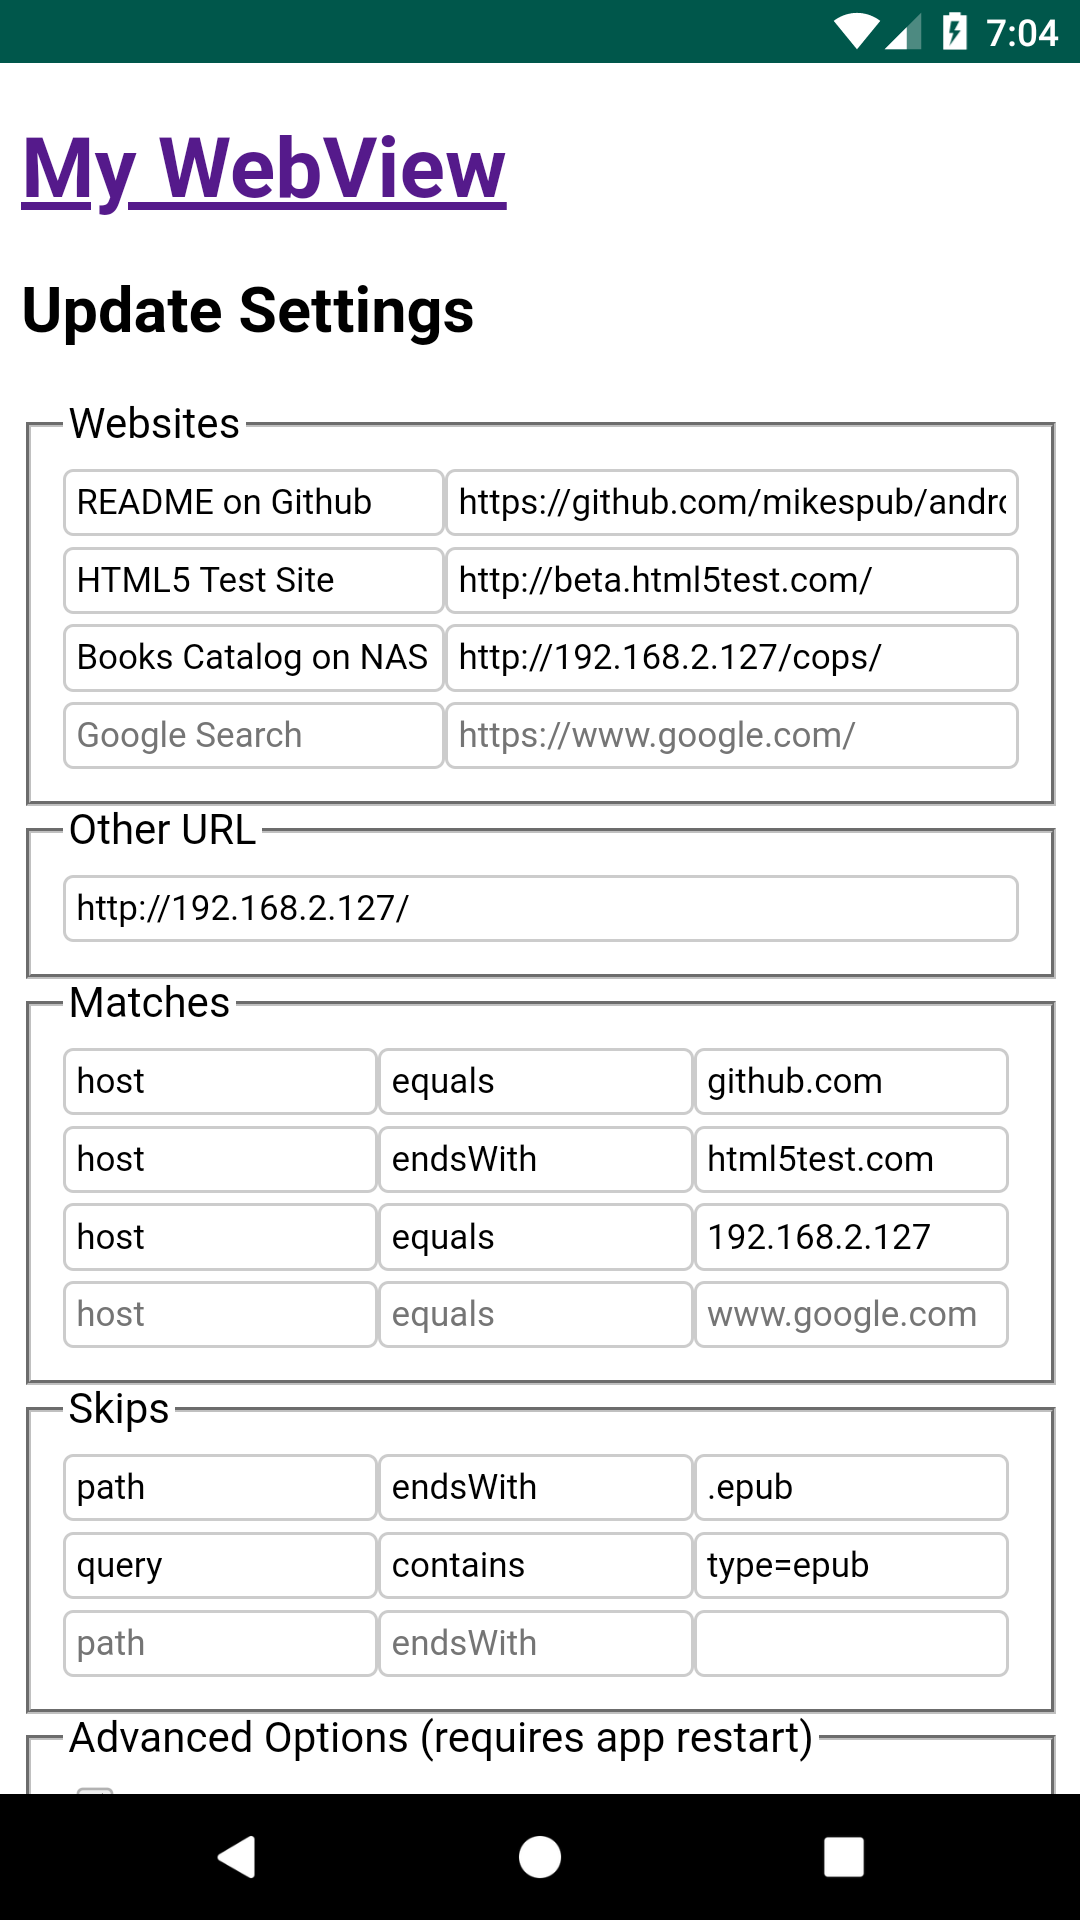 7:04
My WebView
Update Settings
Websites
README on Github https://github.com/mikespub/andro
HTML5 Test Site http://beta.html5test.com/
Books Catalog on NAS http://192.168.2.127/cops/
Google Search https://www.google.com/
Other URL
http://192.168.2.127/
Matches
host equals github.com
host endsWith html5test.com
host equals 192.168.2.127
host equals www.google.com
Skips
path endsWith .epub
query contains type=epub
path endsWith
Advanced Options (requires app restart)